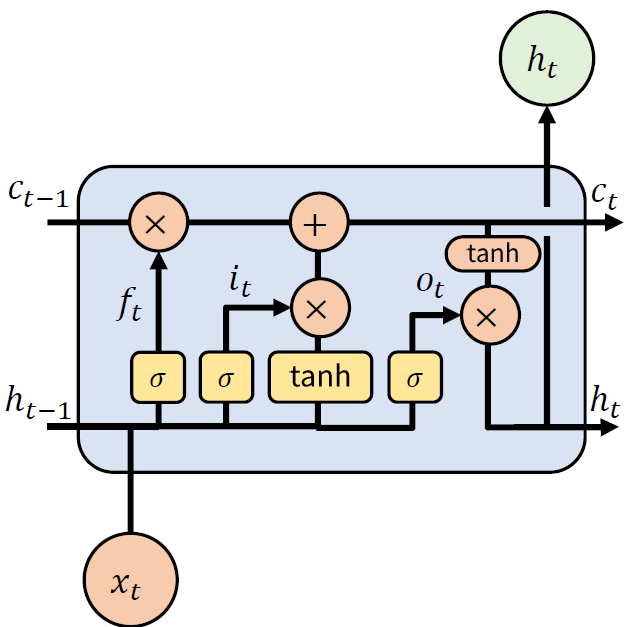 h_t
c_{t-1}
c_t
×
+
tanh
i_t
o_t
f_t
×
×
σ
σ
tanh
σ
h_{t-1}
h_t
x_t